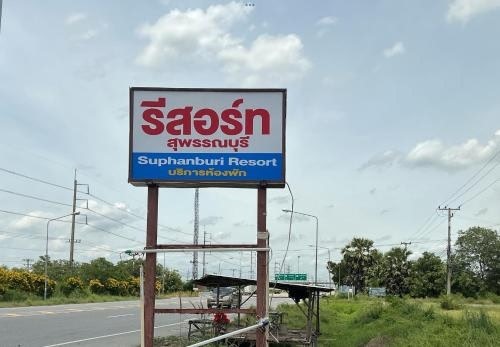 รีสอร์ท
สุพรรณบุรี
Suphanburi Resort
บริการห้องพัก